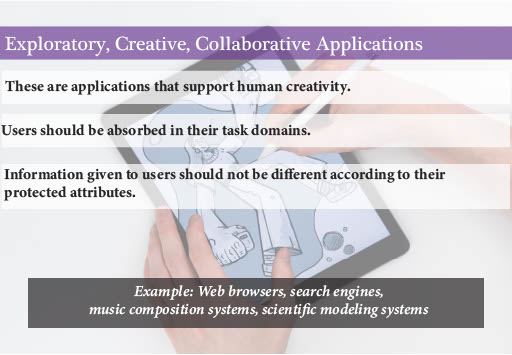 Exploratory, Creative, Collaborative Applications
These are applications that support human creativity.
Users should be absorbed in their task domains.
Information given to users should not be different according to their
protected attributes.
Example: Web browsers, search engines,
music composition systems, scientific modeling systems